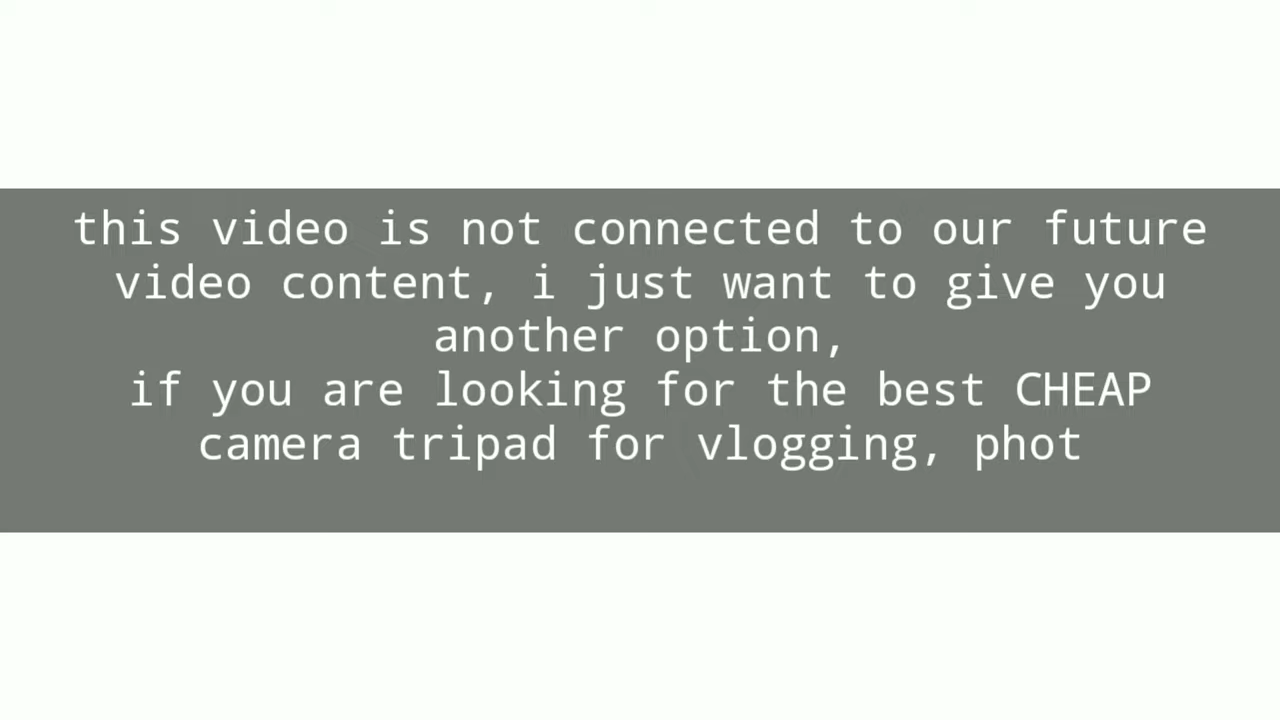 this video is not connected to our future
video content, i just want to give you
another option,
if you are looking for the best CHEAP
camera tripad for vlogging, phot